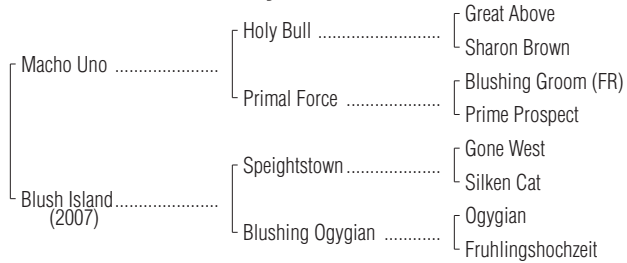 Great Above
Holy Bull ..........................
Sharon Brown
Macho Uno ......................
Blushing Groom (FR)
Primal Force ....................
Prime Prospect
Gone West
Speightstown....................
Silken Cat
Blush Island......................
(2007)
Ogygian
Blushing Ogygian ............
Fruhlingshochzeit